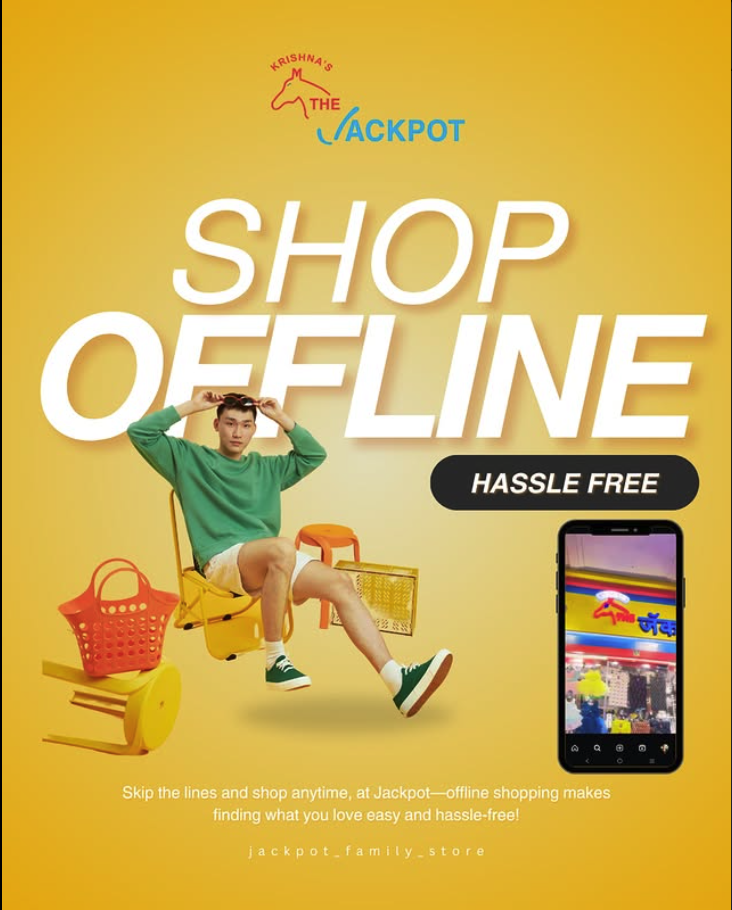 KRISHNA'S
THE
JACKPOT
SHOP
OFFLINE
HASSLE FREE
जॅक
Skip the lines and shop anytime, at Jackpot—offline shopping makes
finding what you love easy and hassle-free!
jackpot_family_store